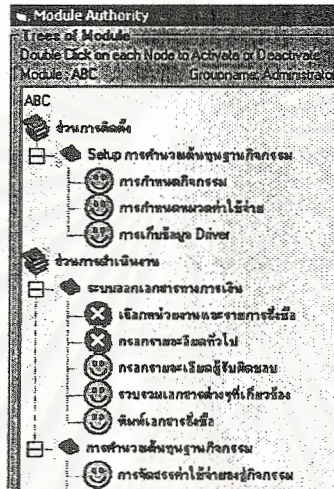 Module Authority
Trees of Module
Double Click on each Node to Activate or Deactivate
Module : ABC Groupname: Administrator
ABC
ส่วนการติดตั้ง
Setup การคำนวณต้นทุนฐานกิจกรรม
การกำหนดกิจกรรม
การกำหนดหมวดค่าใช้จ่าย
การเก็บข้อมูล Driver
ส่วนการดำเนินงาน
ระบบออกเอกสารทางการเงิน
เลือกหน่วยงานและรายการซื้อ
กรอกรายละเอียดทั่วไป
กรอกรายละเอียดผู้รับผิดชอบ
รวบรวมเอกสารต่างๆที่เกี่ยวข้อง
พิมพ์เอกสารซื้อ
การคำนวณต้นทุนฐานกิจกรรม
การจัดสรรค่าใช้จ่ายลงสู่กิจกรรม